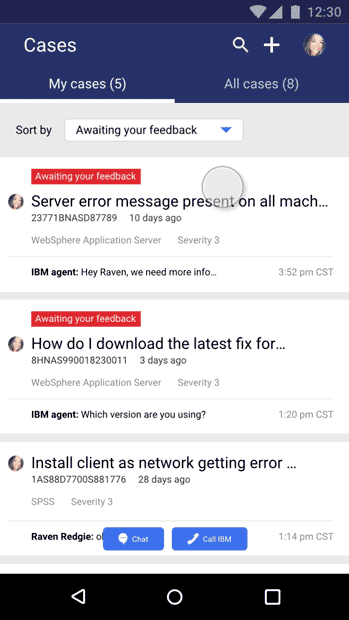 12:30
Cases
My cases (5) All cases (8)
Sort by Awaiting your feedback
Awaiting your feedback
Server error message present on all mach...
23771BNASD87789 10 days ago
WebSphere Application Server Severity 3
IBM agent: Hey Raven, we need more info... 3:52 pm CST
Awaiting your feedback
How do I download the latest fix for...
8HNAS990018230011 3 days ago
WebSphere Application Server Severity 3
IBM agent: Which version are you using? 1:20 pm CST
Install client as network getting error ...
1AS88D7700S881776 28 days ago
SPSS Severity 3
Raven Redgie: Chat Call IBM 1:14 pm CST